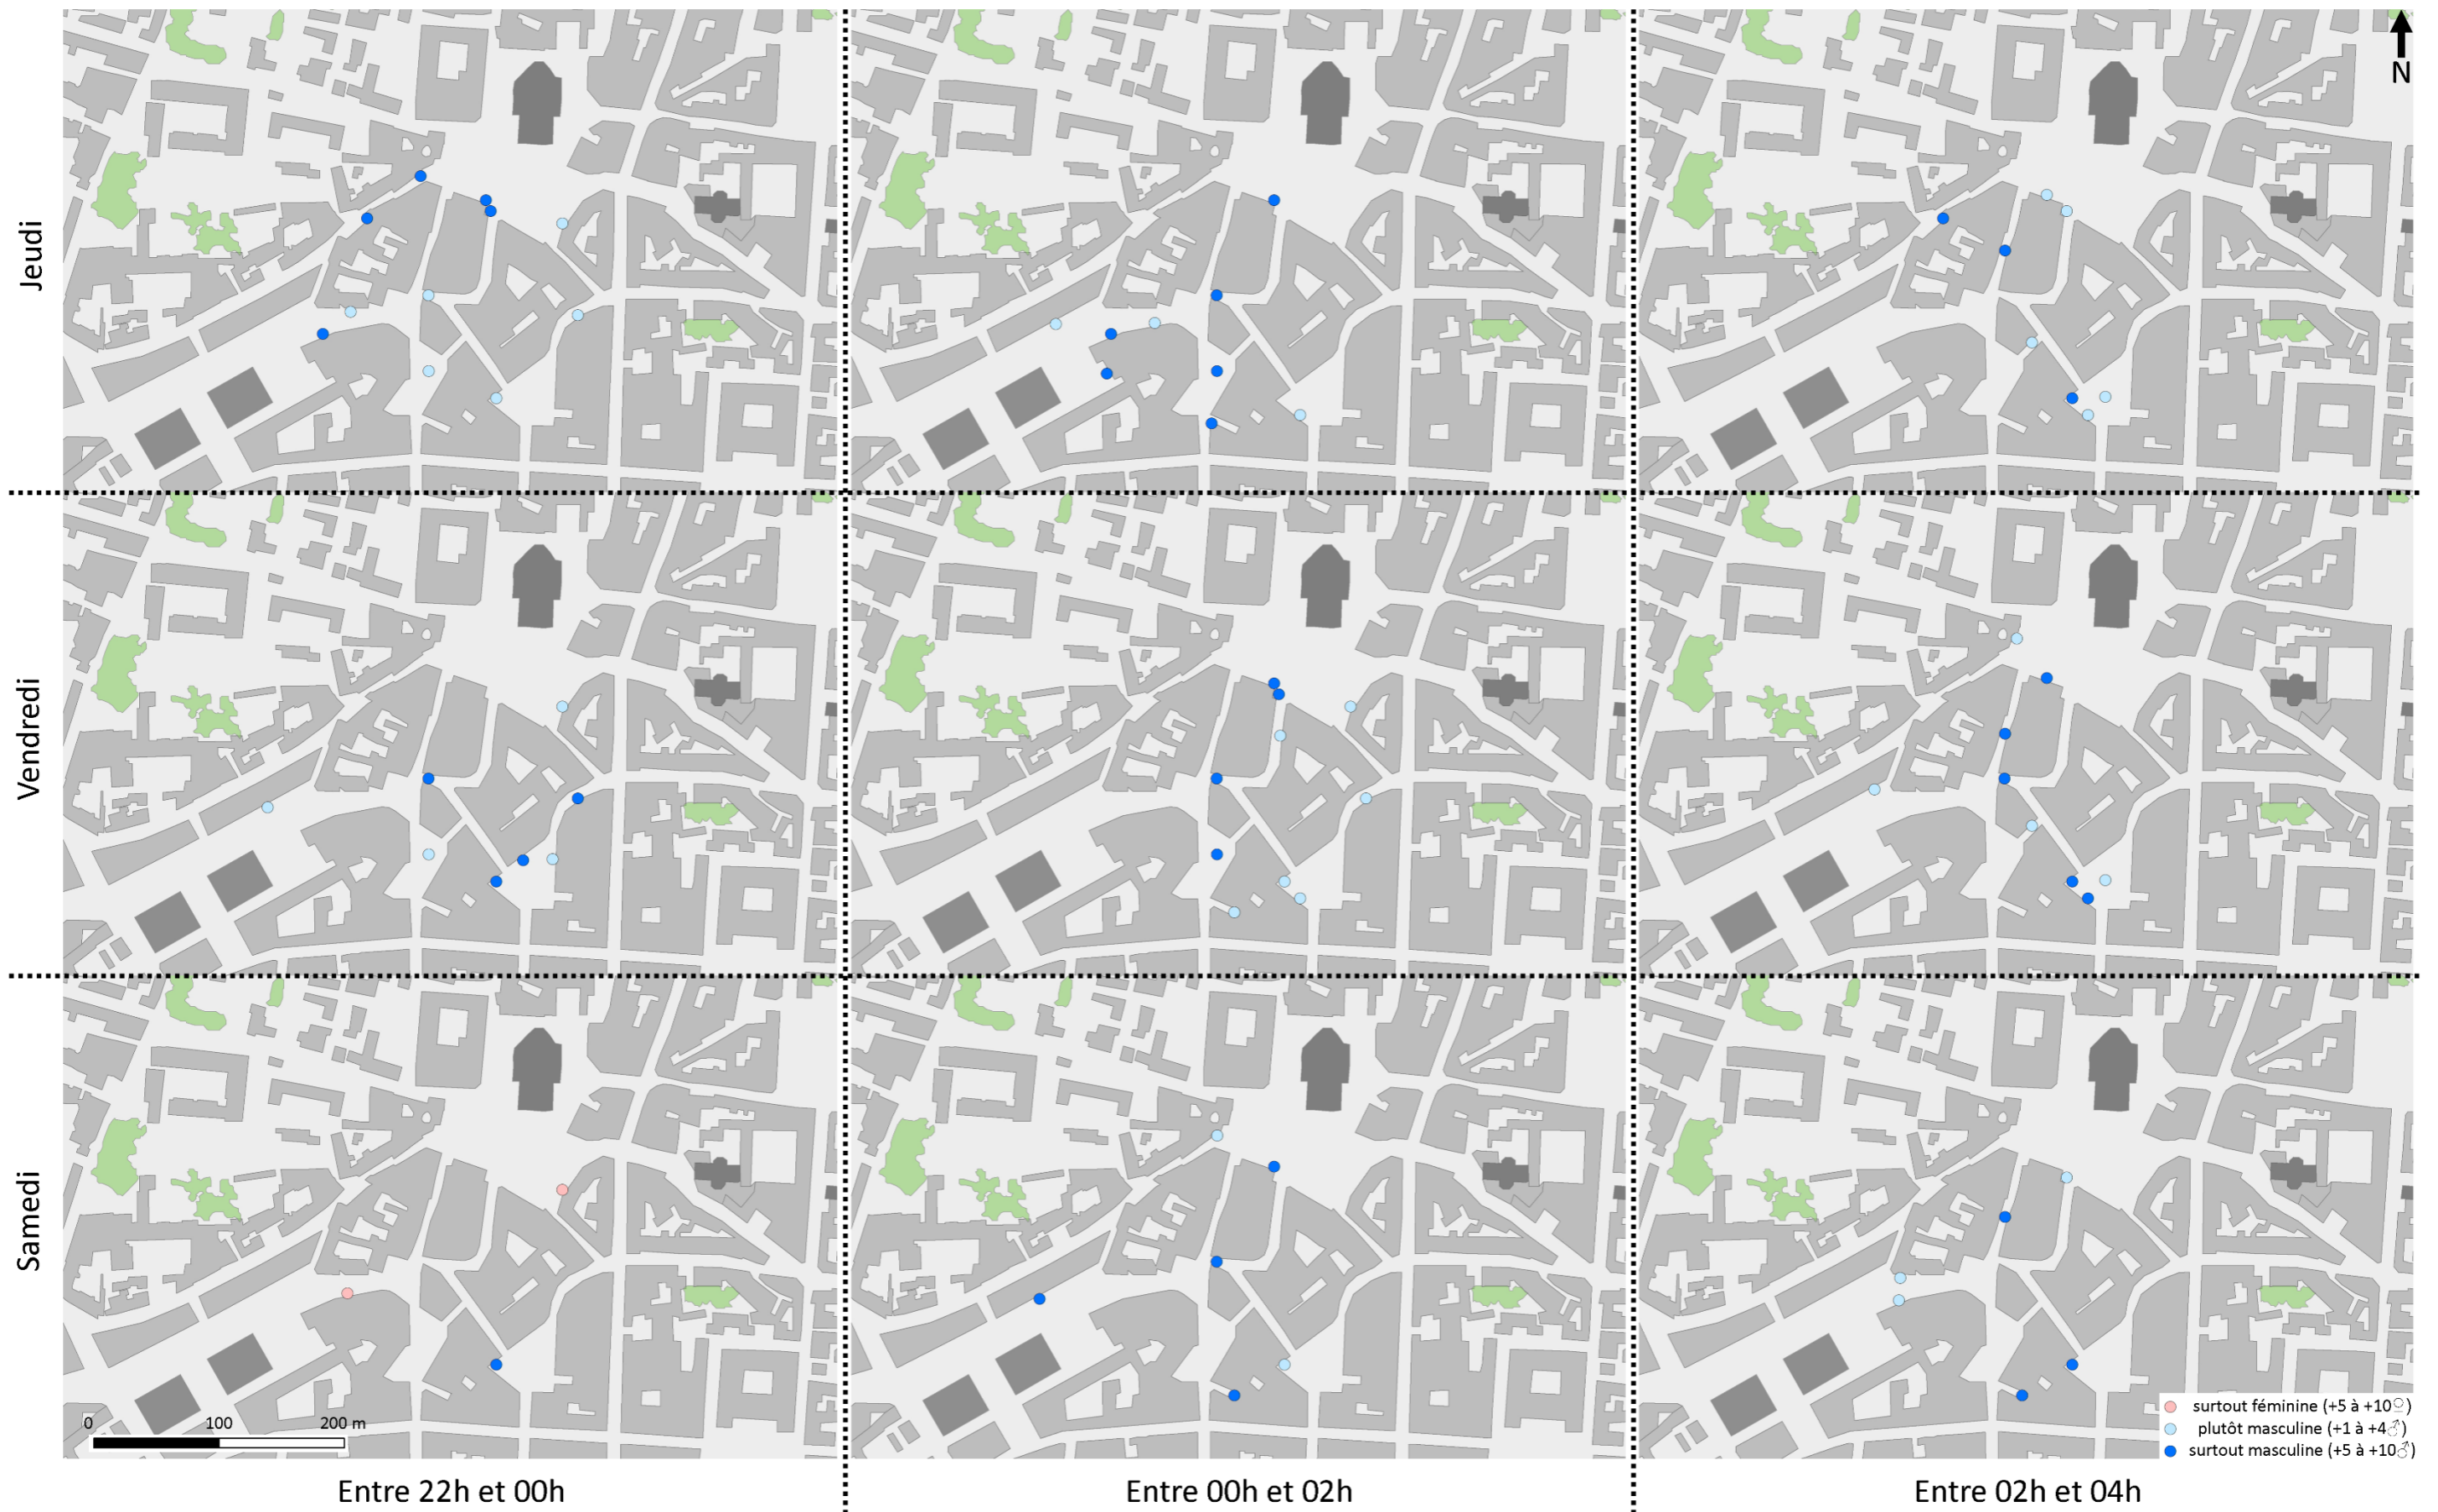 N
Jeudi
Vendredi
Samedi
0 100 200 m
surtout féminine (+5 à +10♀)
plutôt masculine (+1 à +4♂)
surtout masculine (+5 à +10♂)
Entre 22h et 00h
Entre 00h et 02h
Entre 02h et 04h